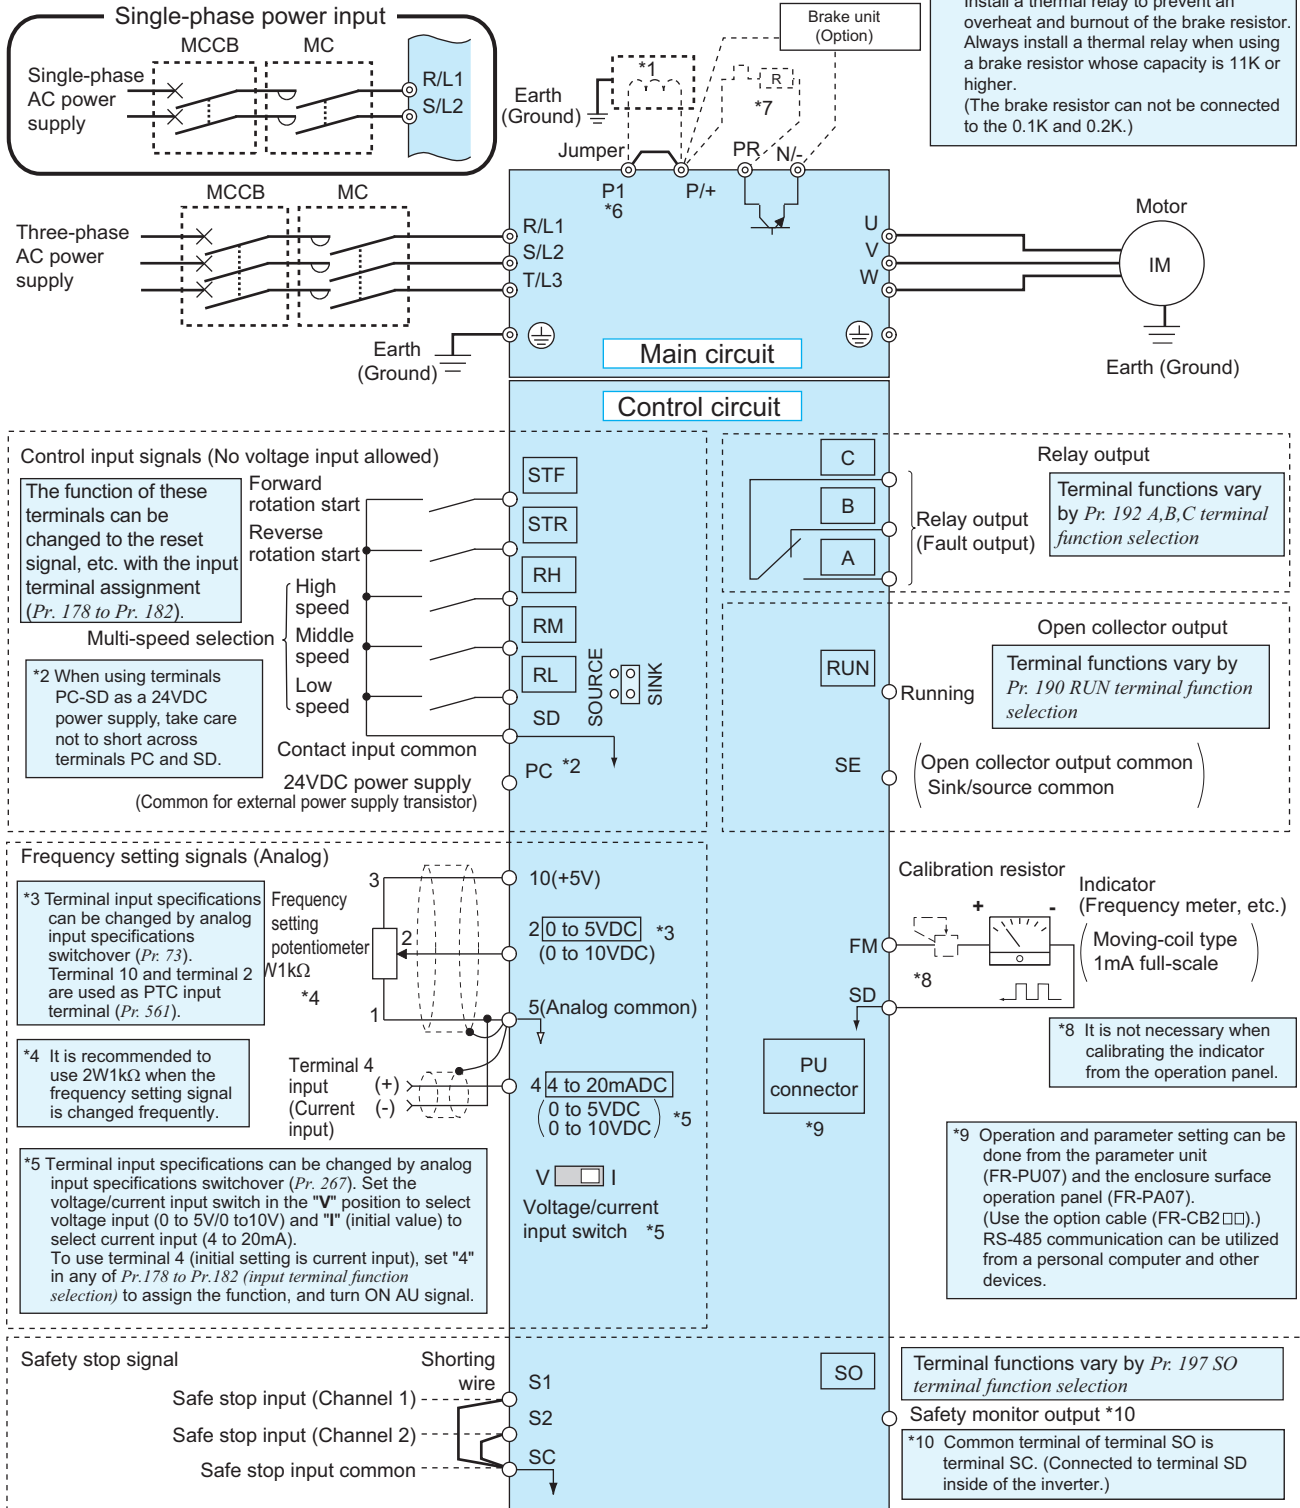 Single-phase power input
MCCB
MC
Single-phase
AC power
supply
R/L1
S/L2
Brake unit
(Option)
*1
R
*7
Earth
(Ground)
Jumper
PR
N/-
P1
*6
P/+
overheat and burnout of the brake resistor.
Always install a thermal relay when using
a brake resistor whose capacity is 11K or
higher.
(The brake resistor can not be connected
to the 0.1K and 0.2K.)
Install a thermal relay to prevent an
MCCB
MC
Three-phase
AC power
supply
R/L1
S/L2
T/L3
U
V
W
Motor
IM
Earth
(Ground)
Main circuit
Earth (Ground)
Control circuit
Control input signals (No voltage input allowed)
The function of these
terminals can be
changed to the reset
signal, etc. with the input
terminal assignment
(Pr. 178 to Pr. 182).
Forward
rotation start
Reverse
rotation start
High
speed
Multi-speed selection
Middle
speed
Low
speed
STF
STR
RH
RM
RL
SD
SOURCE
SINK
*2 When using terminals
PC-SD as a 24VDC
power supply, take care
not to short across
terminals PC and SD.
Contact input common
24VDC power supply
(Common for external power supply transistor)
PC *2
C
B
A
Relay output
(Fault output)
Relay output
Terminal functions vary
by Pr. 192 A,B,C terminal
function selection
Open collector output
RUN
Running
Terminal functions vary by
Pr. 190 RUN terminal function
selection
SE
Open collector output common
Sink/source common
Frequency setting signals (Analog)
*3 Terminal input specifications
can be changed by analog
input specifications
switchover (Pr. 73).
Terminal 10 and terminal 2
are used as PTC input
terminal (Pr. 561).
Frequency
setting
potentiometer
W1kΩ
*4
3
2
1
10(+5V)
2 0 to 5VDC *3
(0 to 10VDC)
5(Analog common)
*4 It is recommended to
use 2W1kΩ when the
frequency setting signal
is changed frequently.
Terminal 4
input
(Current
input)
(+)
(-)
4 4 to 20mADC
0 to 5VDC
0 to 10VDC
*5
*5 Terminal input specifications can be changed by analog
input specifications switchover (Pr. 267). Set the
voltage/current input switch in the "V" position to select
voltage input (0 to 5V/0 to10V) and "I" (initial value) to
select current input (4 to 20mA).
To use terminal 4 (initial setting is current input), set "4"
in any of Pr.178 to Pr.182 (input terminal function
selection) to assign the function, and turn ON AU signal.
V I
Voltage/current
input switch *5
Calibration resistor
+ -
Indicator
(Frequency meter, etc.)
Moving-coil type
1mA full-scale
FM
*8
SD
*8 It is not necessary when
calibrating the indicator
from the operation panel.
PU
connector
*9
*9 Operation and parameter setting can be
done from the parameter unit
(FR-PU07) and the enclosure surface
operation panel (FR-PA07).
(Use the option cable (FR-CB2□□).)
RS-485 communication can be utilized
from a personal computer and other
devices.
Safety stop signal
Shorting
wire
Safe stop input (Channel 1)
Safe stop input (Channel 2)
Safe stop input common
S1
S2
SC
SO
Terminal functions vary by Pr. 197 SO
terminal function selection
Safety monitor output *10
*10 Common terminal of terminal SO is
terminal SC. (Connected to terminal SD
inside of the inverter.)